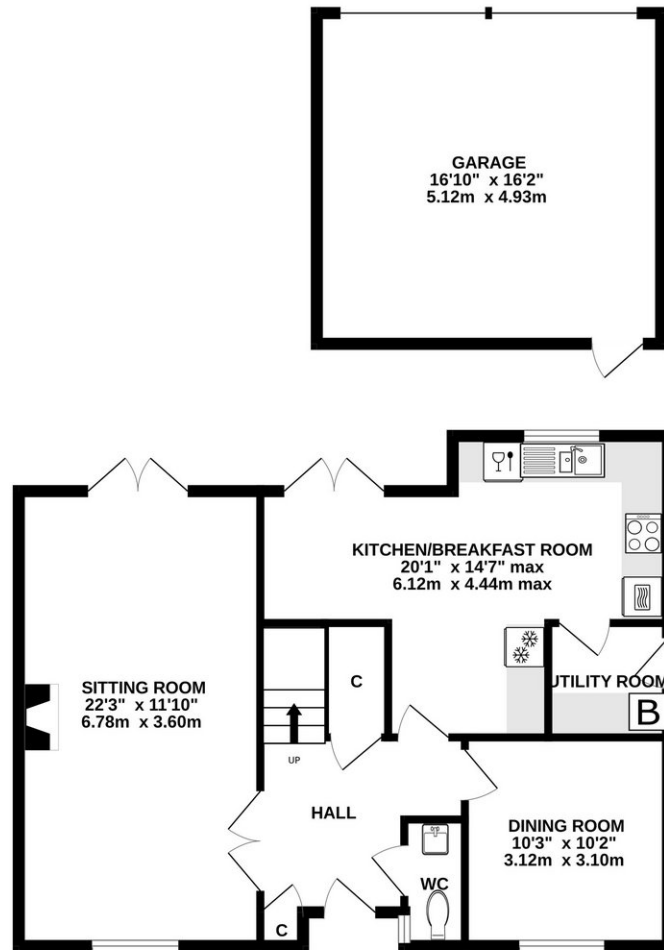 GARAGE
16'10" x 16'2"
5.12m x 4.93m
KITCHEN/BREAKFAST ROOM
20'1" x 14'7" max
6.12m x 4.44m max
SITTING ROOM
22'3" x 11'10"
6.78m x 3.60m
C
UTILITY ROOM
B
UP
HALL
DINING ROOM
10'3" x 10'2"
3.12m x 3.10m
WC
C